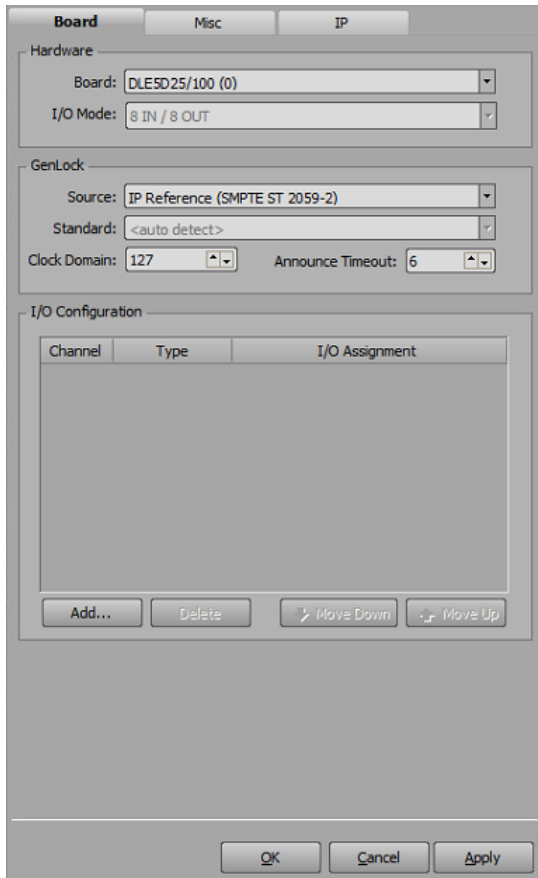 Board Misc IP
Hardware
Board: DLE5D25/100 (0)
I/O Mode: 8 IN / 8 OUT
GenLock
Source: IP Reference (SMPTE ST 2059-2)
Standard: <auto detect>
Clock Domain: 127 Announce Timeout: 6
I/O Configuration
Channel Type I/O Assignment
Add... Delete Move Down Move Up
OK Cancel Apply